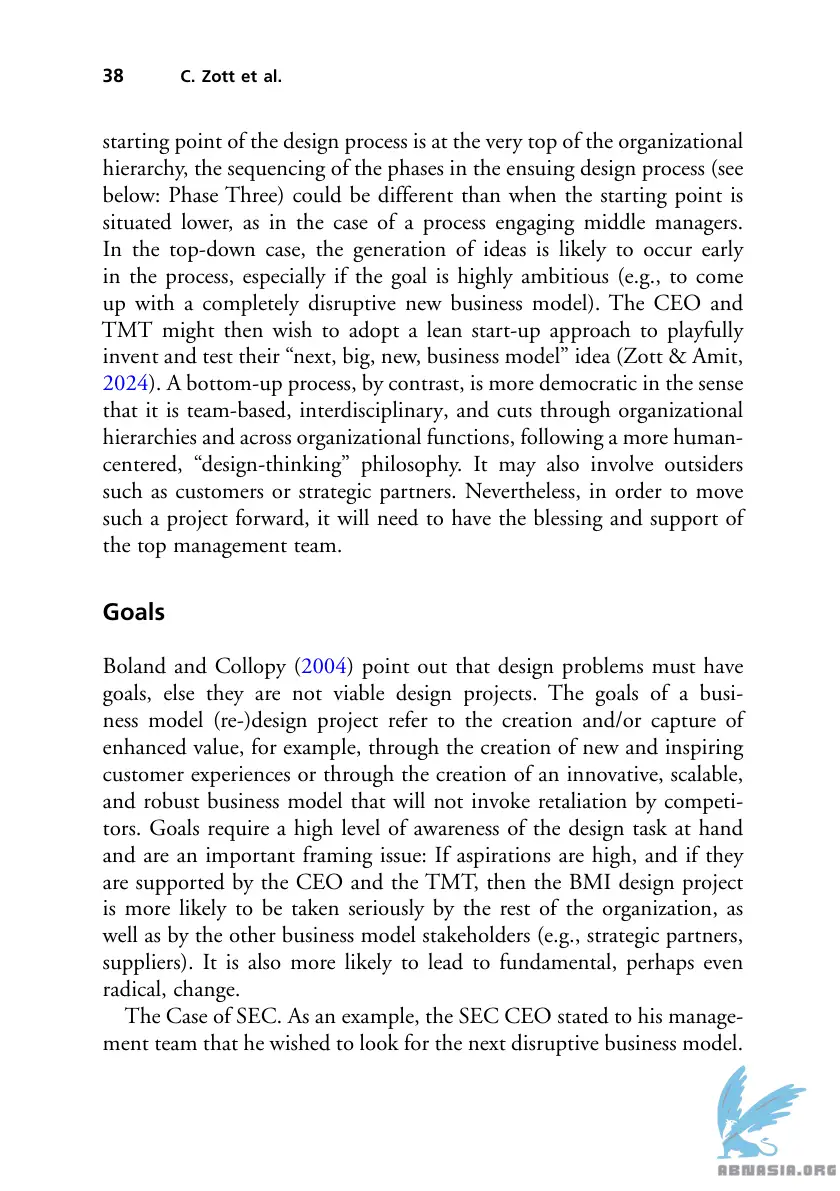 38 C. Zott et al.
starting point of the design process is at the very top of the organizational
hierarchy, the sequencing of the phases in the ensuing design process (see
below: Phase Three) could be different than when the starting point is
situated lower, as in the case of a process engaging middle managers.
In the top-down case, the generation of ideas is likely to occur early
in the process, especially if the goal is highly ambitious (e.g., to come
up with a completely disruptive new business model). The CEO and
TMT might then wish to adopt a lean start-up approach to playfully
invent and test their “next, big, new, business model” idea (Zott & Amit,
2024). A bottom-up process, by contrast, is more democratic in the sense
that it is team-based, interdisciplinary, and cuts through organizational
hierarchies and across organizational functions, following a more human-
centered, “design-thinking” philosophy. It may also involve outsiders
such as customers or strategic partners. Nevertheless, in order to move
such a project forward, it will need to have the blessing and support of
the top management team.
Goals
Boland and Collopy (2004) point out that design problems must have
goals, else they are not viable design projects. The goals of a busi-
ness model (re-)design project refer to the creation and/or capture of
enhanced value, for example, through the creation of new and inspiring
customer experiences or through the creation of an innovative, scalable,
and robust business model that will not invoke retaliation by competi-
tors. Goals require a high level of awareness of the design task at hand
and are an important framing issue: If aspirations are high, and if they
are supported by the CEO and the TMT, then the BMI design project
is more likely to be taken seriously by the rest of the organization, as
well as by the other business model stakeholders (e.g., strategic partners,
suppliers). It is also more likely to lead to fundamental, perhaps even
radical, change.
The Case of SEC. As an example, the SEC CEO stated to his manage-
ment team that he wished to look for the next disruptive business model.
ABNASIA.ORG